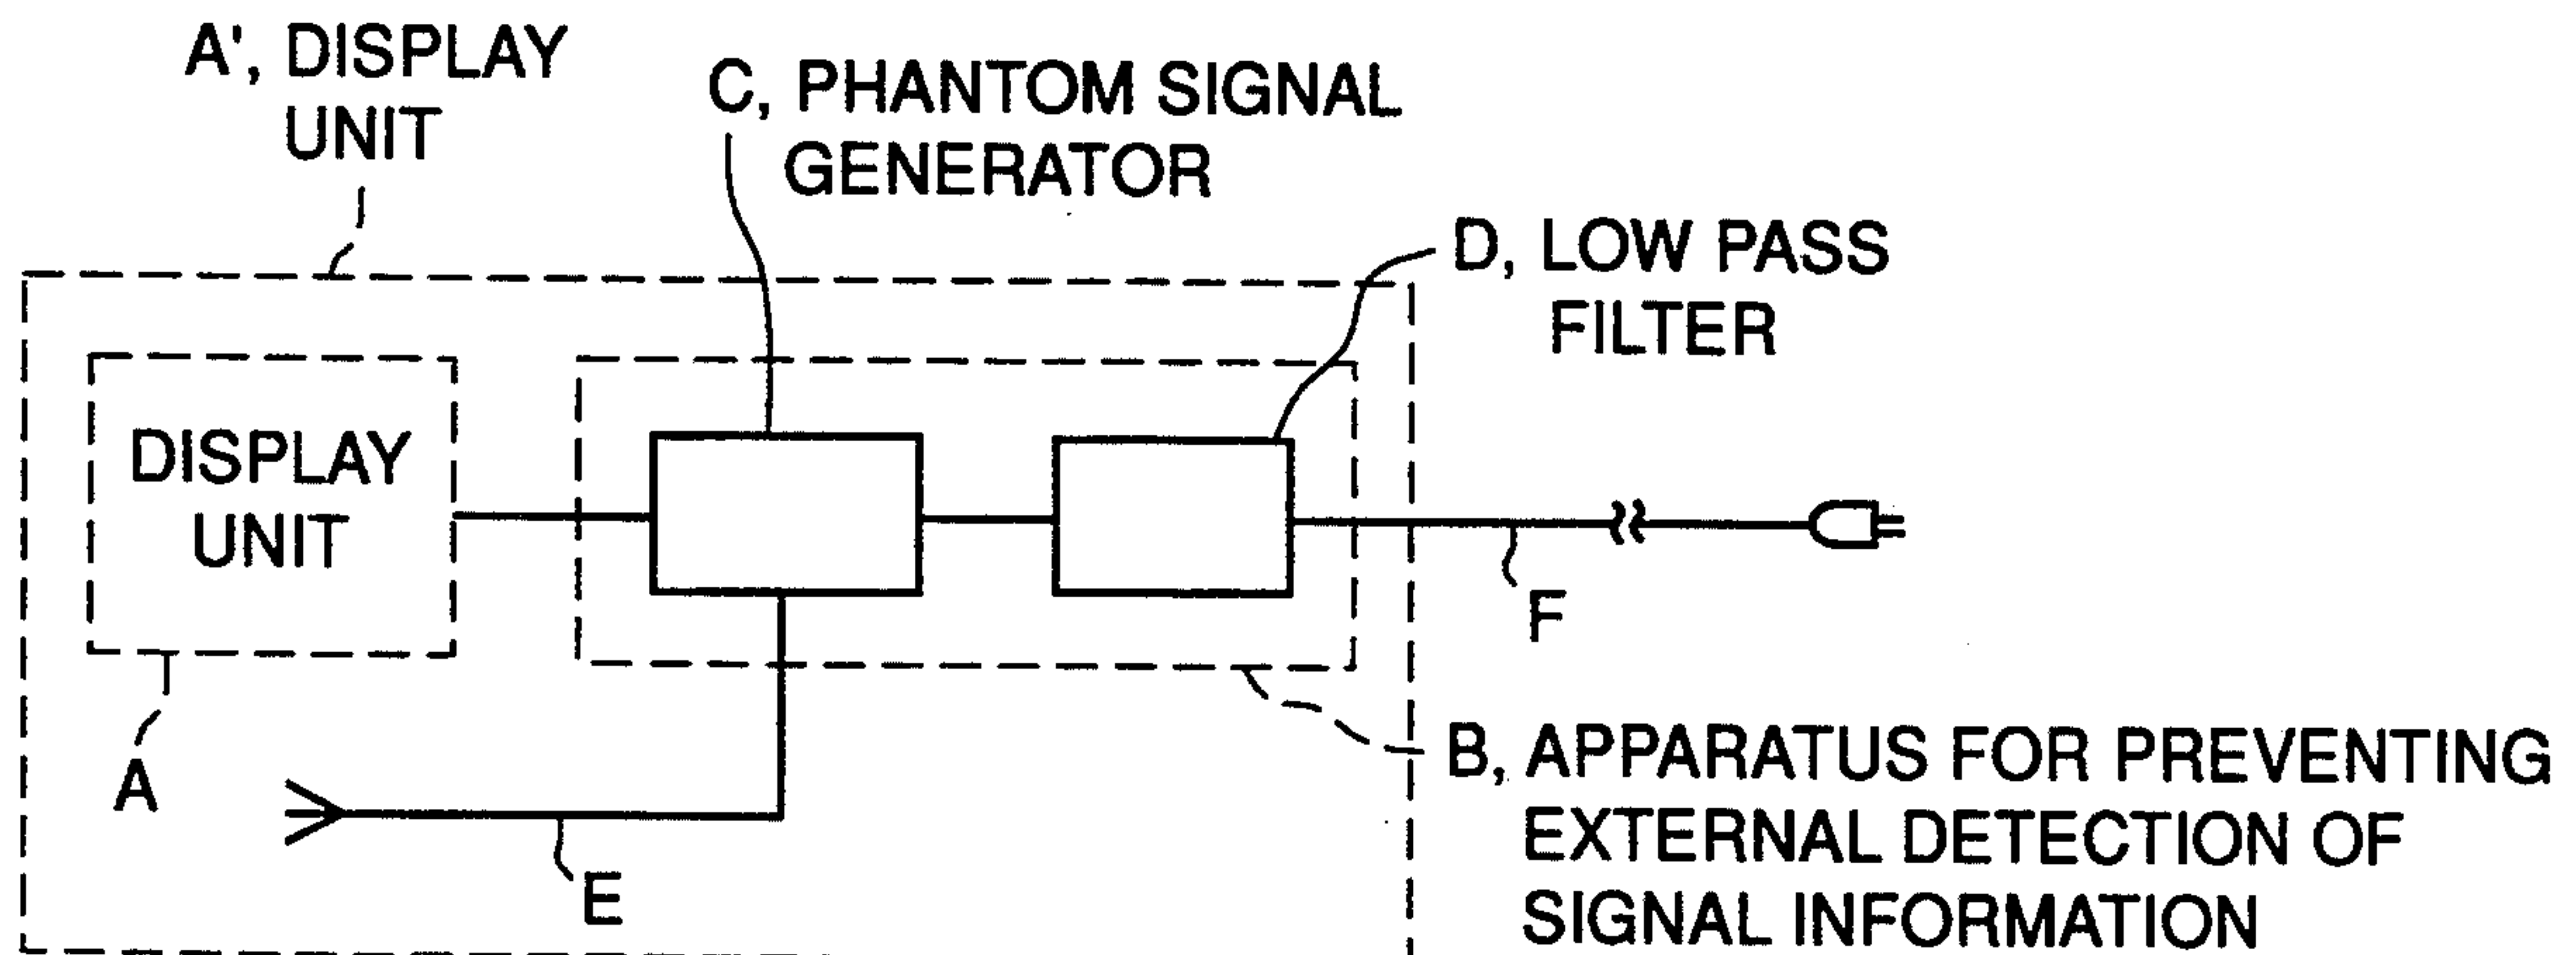 A', DISPLAY
UNIT
C, PHANTOM SIGNAL
GENERATOR
D, LOW PASS
FILTER
DISPLAY
UNIT
F
A
E
B, APPARATUS FOR PREVENTING
EXTERNAL DETECTION OF
SIGNAL INFORMATION